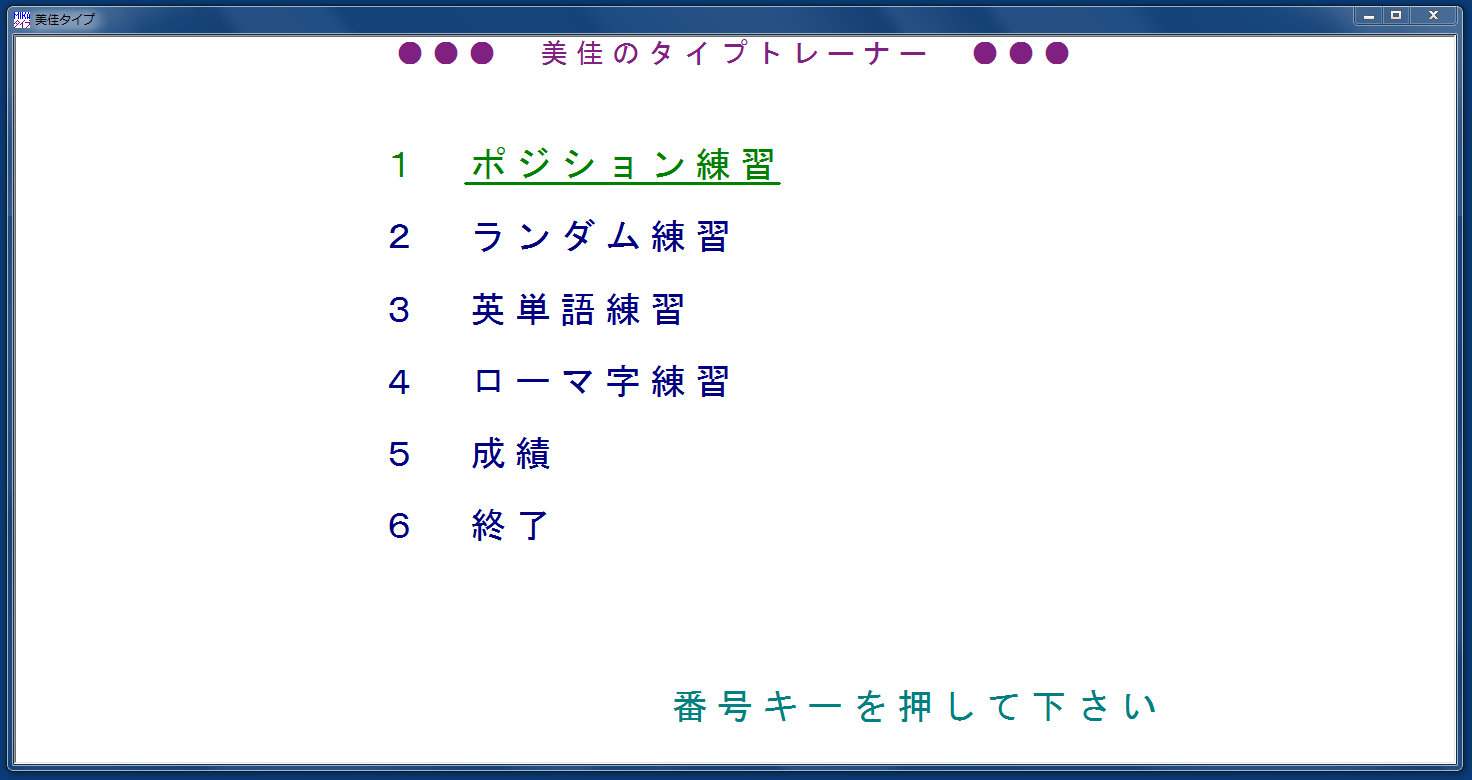 美佳タイプ
●●● 美佳のタイプトレーナー ●●●
1 ポジション練習
2 ランダム練習
3 英単語練習
4 ローマ字練習
5 成績
6 終了
番号キーを押して下さい